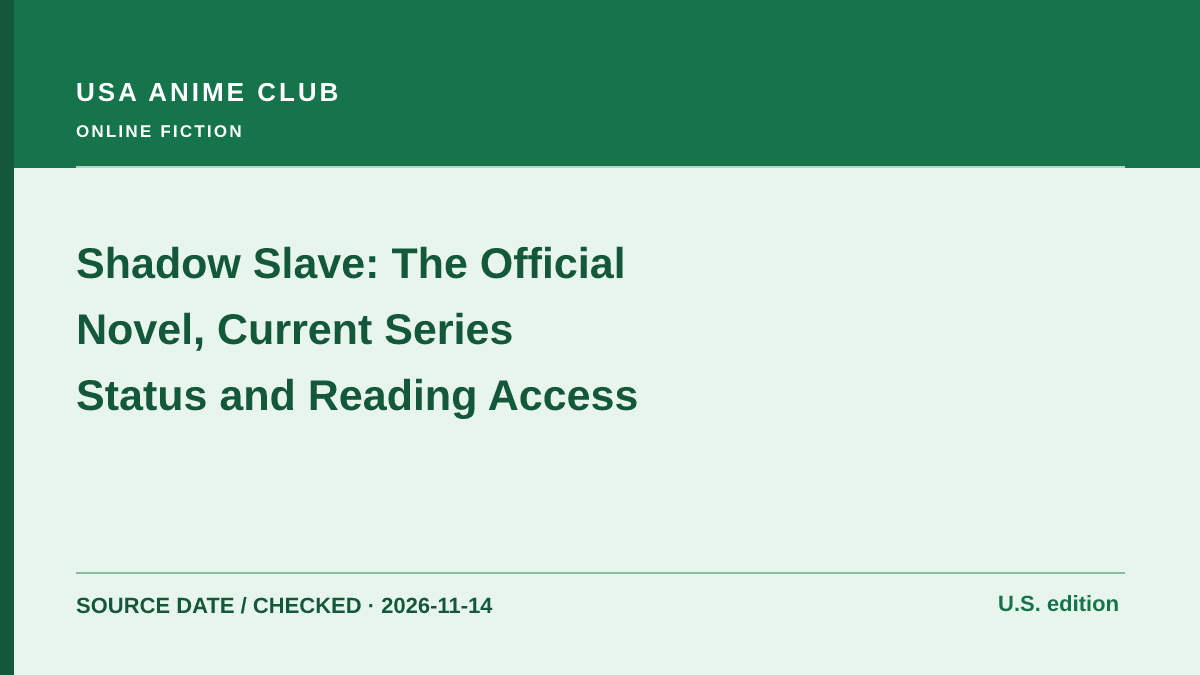 USA ANIME CLUB
ONLINE FICTION
Shadow Slave: The Official
Novel, Current Series
Status and Reading Access
SOURCE DATE / CHECKED · 2026-11-14
U.S. edition